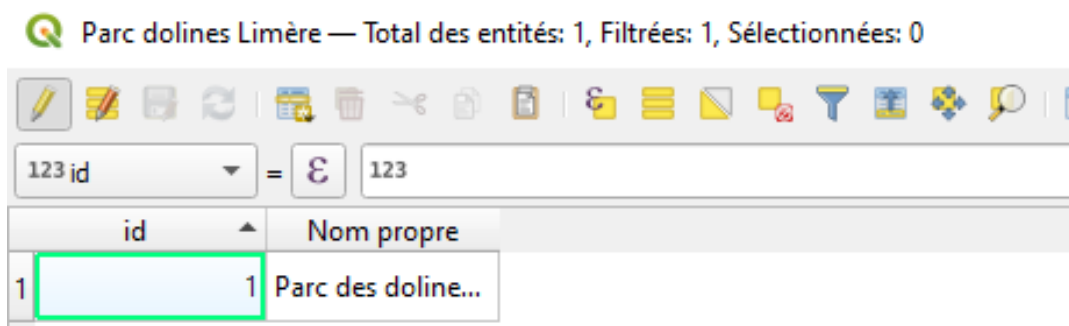 Parc dolines Limère — Total des entités: 1, Filtrées: 1, Sélectionnées: 0
123 id = ε 123
id Nom propre
1 1 Parc des doline...